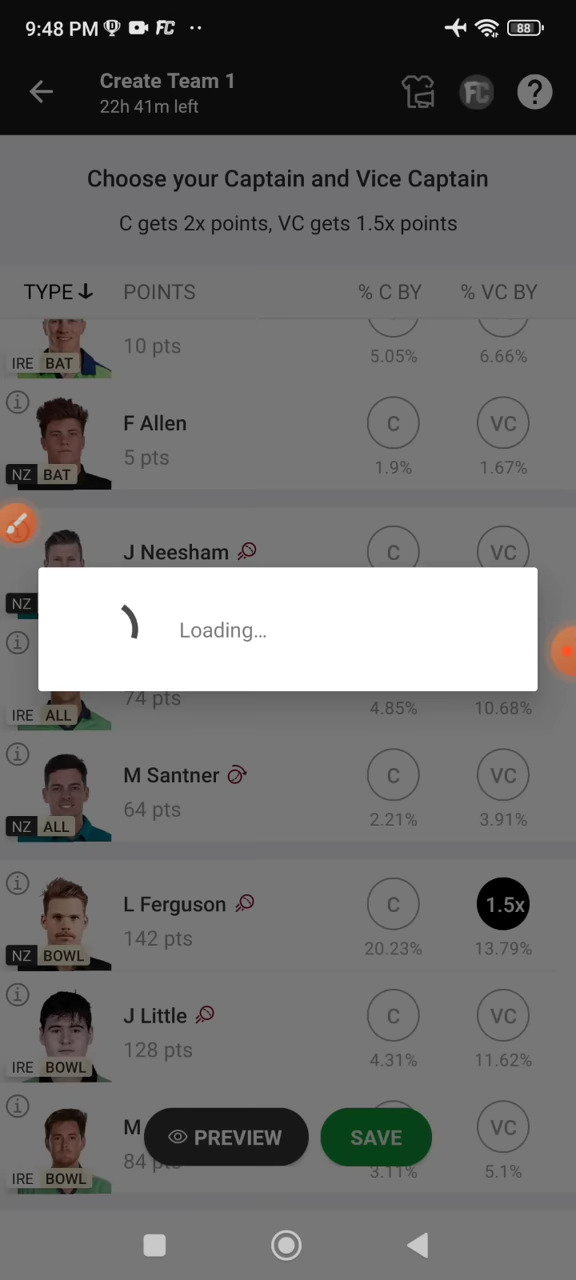 9:48 PM FC 88
Create Team 1
22h 41m left
FC ?
Choose your Captain and Vice Captain
C gets 2x points, VC gets 1.5x points
TYPE POINTS % C BY % VC BY
10 pts
IRE BAT 5.05% 6.66%
F Allen C VC
5 pts 1.9% 1.67%
NZ BAT
J Neesham C VC
NZ
Loading...
74 pts
IRE ALL 4.85% 10.68%
M Santner C VC
64 pts 2.21% 3.91%
NZ ALL
L Ferguson C 1.5x
142 pts 20.23% 13.79%
NZ BOWL
J Little C VC
128 pts 4.31% 11.62%
IRE BOWL
M VC
PREVIEW SAVE
84 3.11% 5.1%
IRE BOWL